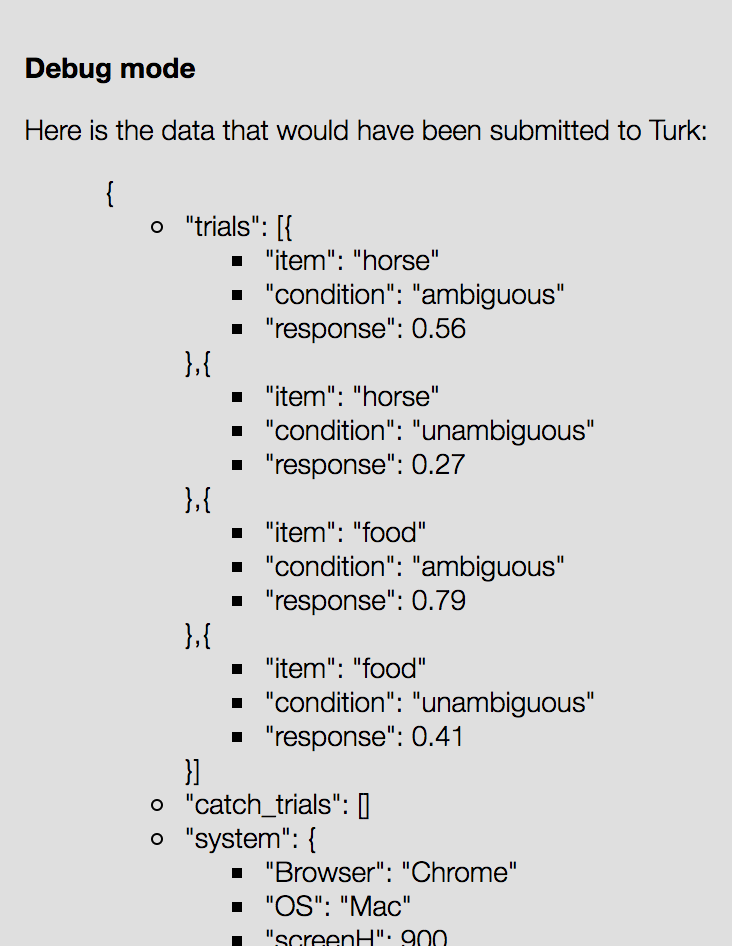 Debug mode
Here is the data that would have been submitted to Turk:
{
"trials": [{
"item": "horse"
"condition": "ambiguous"
"response": 0.56
},{
"item": "horse"
"condition": "unambiguous"
"response": 0.27
},{
"item": "food"
"condition": "ambiguous"
"response": 0.79
},{
"item": "food"
"condition": "unambiguous"
"response": 0.41
}]
"catch_trials": []
"system": {
"Browser": "Chrome"
"OS": "Mac"
"screenH": 900